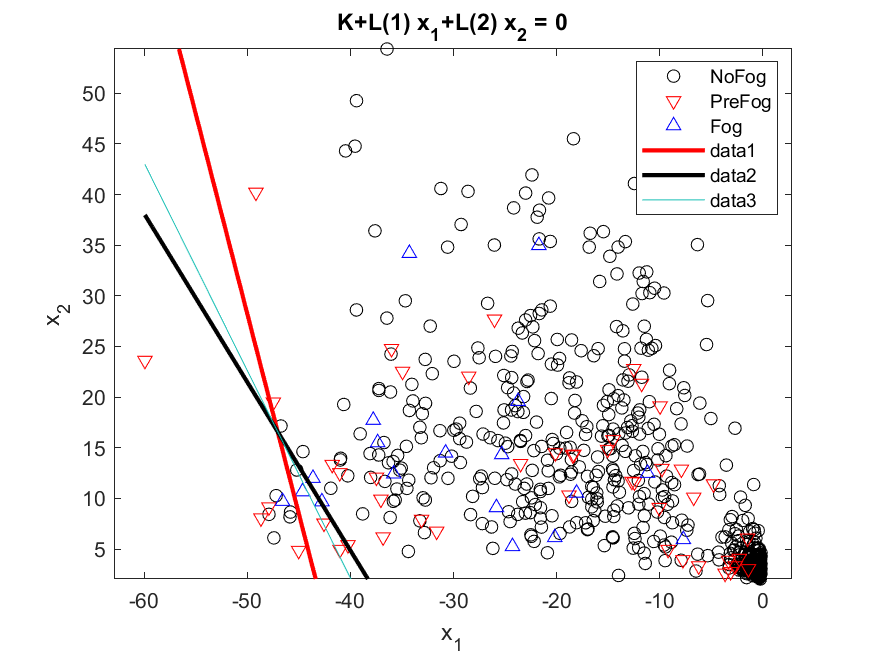 K+L(1) x1+L(2) x2 = 0
NoFog
PreFog
Fog
data1
data2
data3
50
45
40
35
30
25
20
15
10
5
x2
-60 -50 -40 -30 -20 -10 0
x1